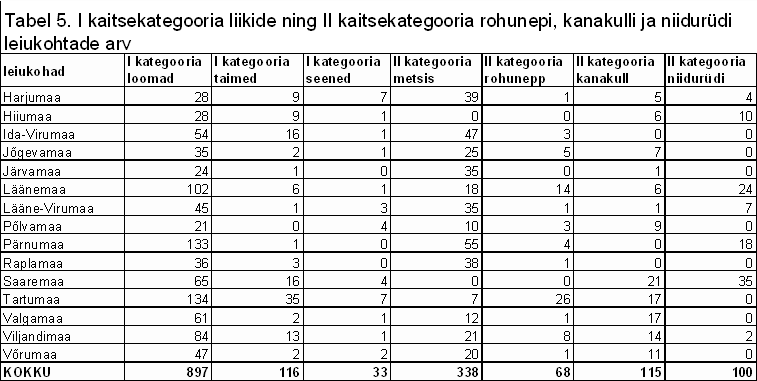 Tabel 5. I kaitsekategooria liikide ning II kaitsekategooria rohunepi, kanakulli ja niidurüdi
leiukohtade arv
leiukohad I kategooria loomad I kategooria taimed I kategooria seened II kategooria metsis II kategooria rohunepp II kategooria kanakull II kategooria niidurüdi
Harjumaa 28 9 7 39 1 5 4
Hiiumaa 28 9 1 0 0 6 10
Ida-Virumaa 54 16 1 47 3 0 0
Jõgevamaa 35 2 1 25 5 7 0
Järvamaa 24 1 0 35 0 1 0
Läänemaa 102 6 1 18 14 6 24
Lääne-Virumaa 45 1 3 35 1 1 7
Põlvamaa 21 0 4 10 3 9 0
Pärnumaa 133 1 0 55 4 0 18
Raplamaa 36 3 0 38 1 0 0
Saaremaa 65 16 4 0 0 21 35
Tartumaa 134 35 7 7 26 17 0
Valgamaa 61 2 1 12 1 17 0
Viljandimaa 84 13 1 21 8 14 2
Võrumaa 47 2 2 20 1 11 0
KOKKU 897 116 33 338 68 115 100